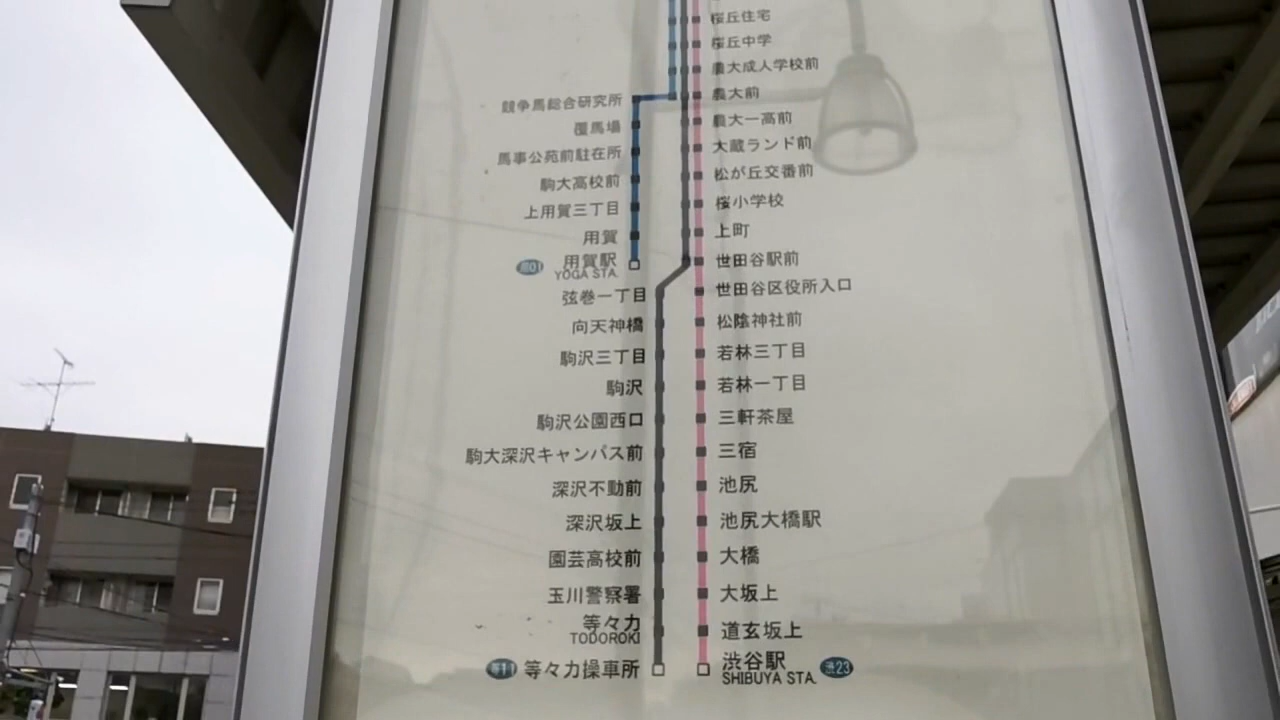 桜丘住宅
桜丘中学
農大成人学校前
農大前
農大一高前
大蔵ランド前
松が丘交番前
桜小学校
上町
世田谷駅前
世田谷区役所入口
松陰神社前
若林三丁目
若林一丁目
三軒茶屋
三宿
池尻
池尻大橋駅
大橋
大坂上
道玄坂上
渋谷駅 渋23
SHIBUYA STA.
競争馬総合研究所
覆馬場
馬事公苑前駐在所
駒大高校前
上用賀三丁目
用賀
用01 用賀駅
YOGA STA.
弦巻一丁目
向天神橋
駒沢三丁目
駒沢
駒沢公園西口
駒大深沢キャンパス前
深沢不動前
深沢坂上
園芸高校前
玉川警察署
等々力
TODOROKI
等11 等々力操車所